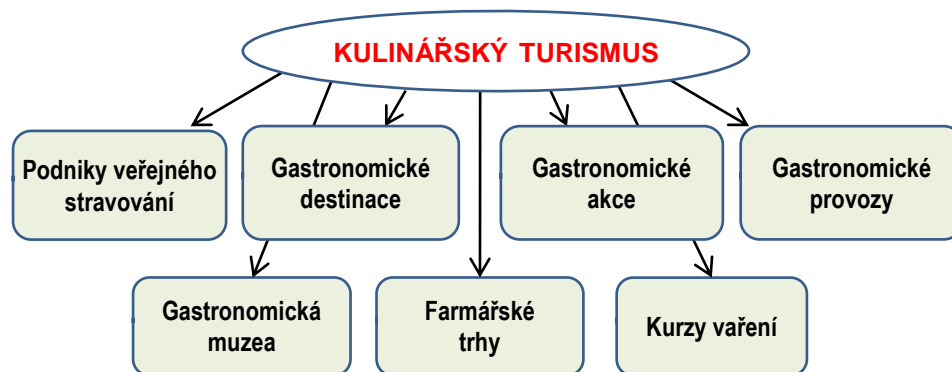 KULINÁŘSKÝ TURISMUS
Podniky veřejného
stravování
Gastronomické
destinace
Gastronomické
akce
Gastronomické
provozy
Gastronomická
muzea
Farmářské
trhy
Kurzy vaření